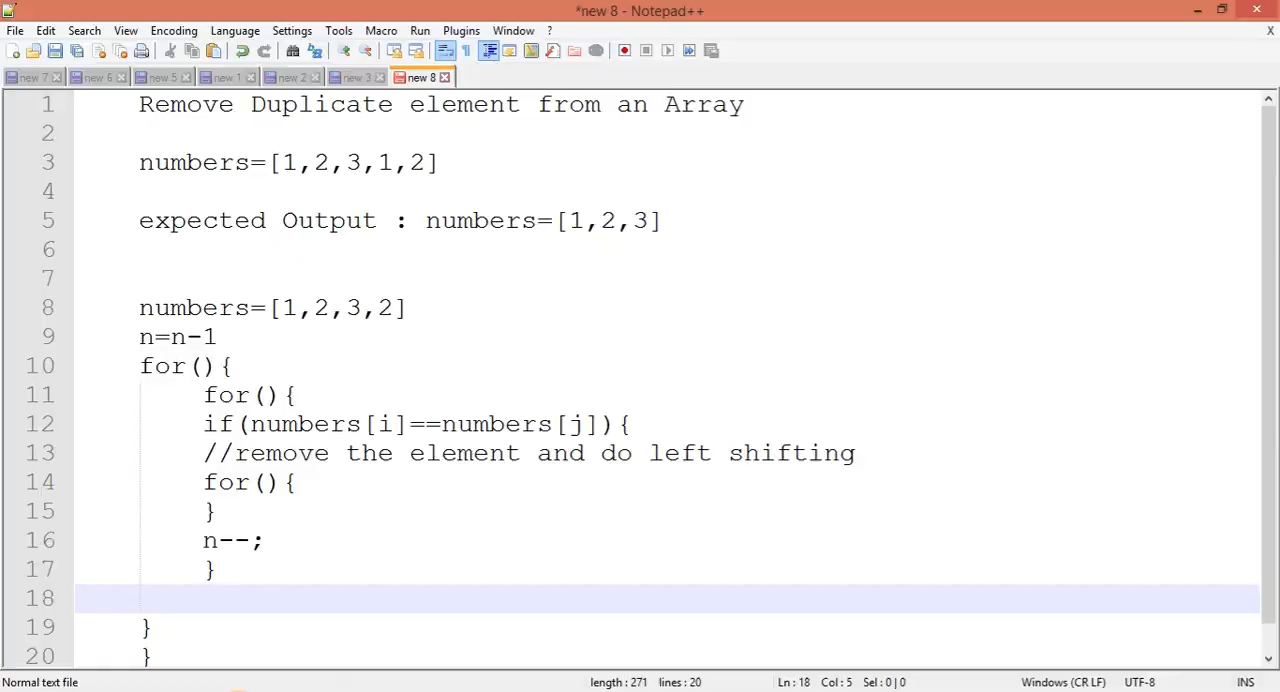 *new 8 - Notepad++
File Edit Search View Encoding Language Settings Tools Macro Run Plugins Window ? X
new 7 new 6 new 5 new 1 new 2 new 3 new 8
1 Remove Duplicate element from an Array
2
3 numbers=[1,2,3,1,2]
4
5 expected Output : numbers=[1,2,3]
6
7
8 numbers=[1,2,3,2]
9 n=n-1
10 for(){
11 for(){
12 if(numbers[i]==numbers[j]){
13 //remove the element and do left shifting
14 for(){
15 }
16 n--;
17 }
18
19 }
20 }
Normal text file length : 271 lines : 20 Ln : 18 Col : 5 Sel : 0 | 0 Windows (CR LF) UTF-8 INS